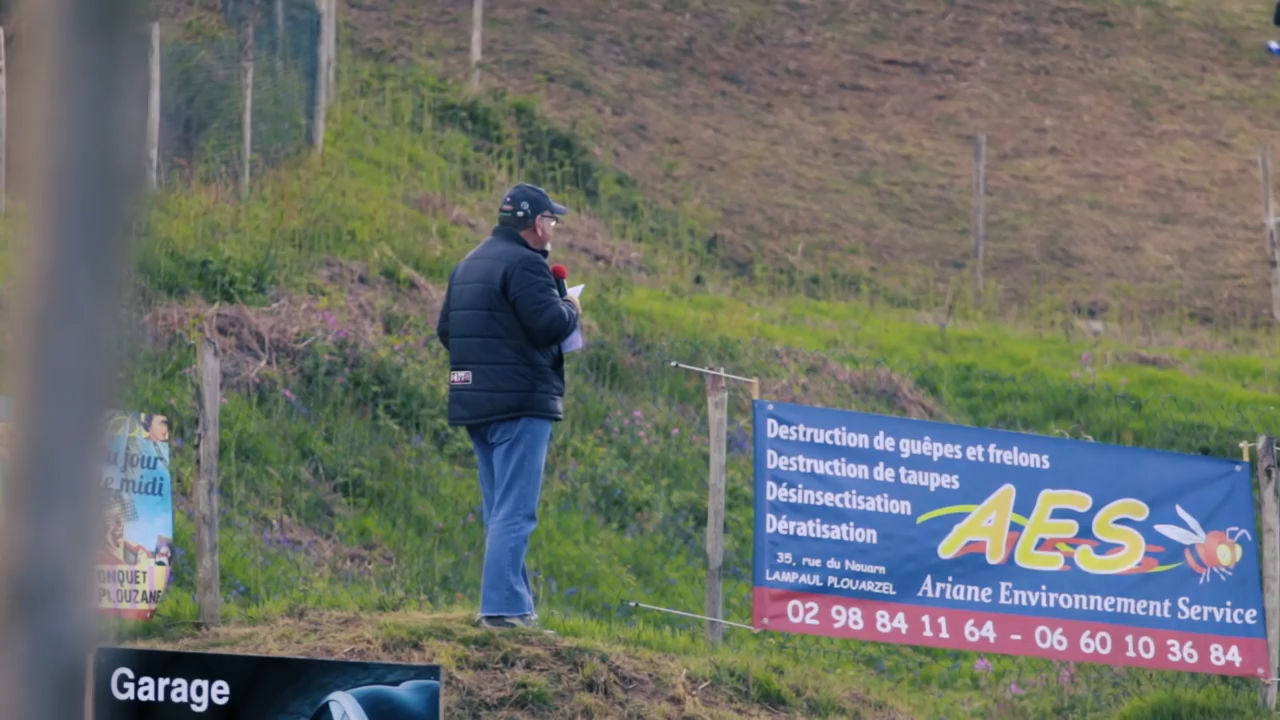 u jour
e midi
ONQUET
PLOUZANE
Garage
Destruction de guêpes et frelons
Destruction de taupes
Désinsectisation
Dératisation
35, rue du Nouarn
LAMPAUL PLOUARZEL
AES
Ariane Environnement Service
02 98 84 11 64 - 06 60 10 36 84